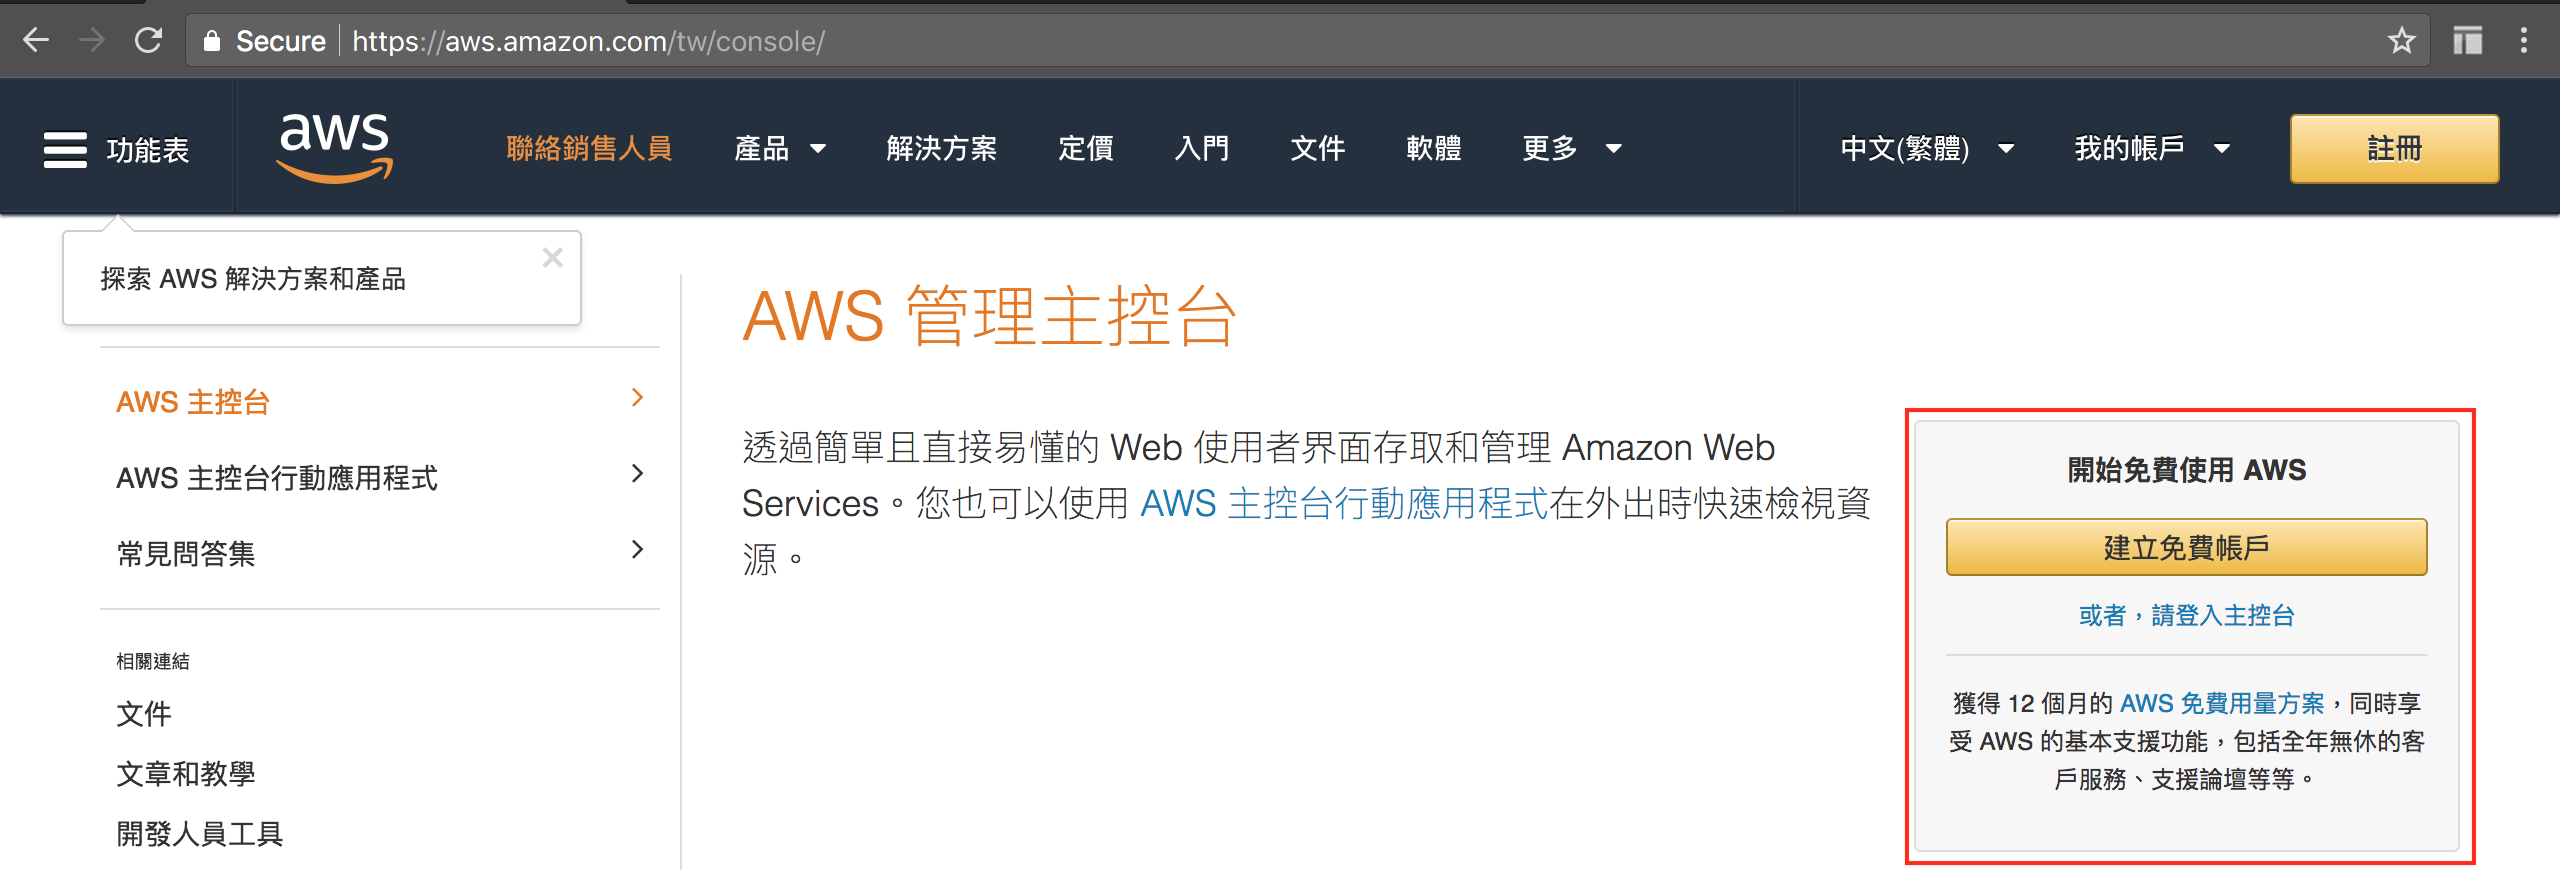 Secure https://aws.amazon.com/tw/console/
功能表
aws
聯絡銷售人員 產品 解決方案 定價 入門 文件 軟體 更多 中文(繁體) 我的帳戶 註冊
探索 AWS 解決方案和產品
AWS 主控台
AWS 主控台行動應用程式
常見問答集
相關連結
文件
文章和教學
開發人員工具
AWS 管理主控台
透過簡單且直接易懂的 Web 使用者界面存取和管理 Amazon Web
Services。您也可以使用 AWS 主控台行動應用程式在外出時快速檢視資
源。
開始免費使用 AWS
建立免費帳戶
或者，請登入主控台
獲得 12 個月的 AWS 免費用量方案，同時享
受 AWS 的基本支援功能，包括全年無休的客
戶服務、支援論壇等等。